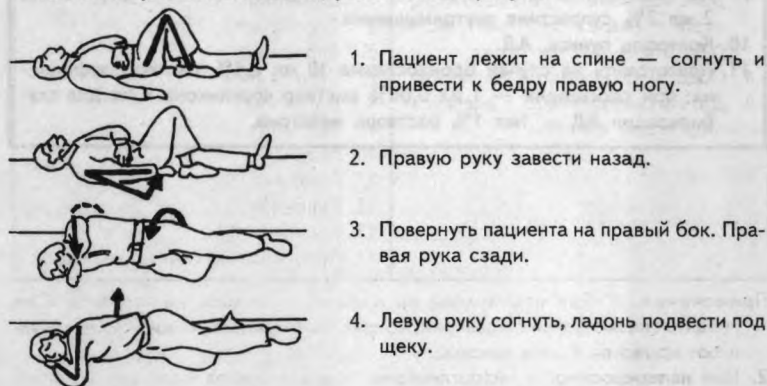 1. Пациент лежит на спине — согнуть и
привести к бедру правую ногу.
2. Правую руку завести назад.
3. Повернуть пациента на правый бок. Пра-
вая рука сзади.
4. Левую руку согнуть, ладонь подвести под
щеку.